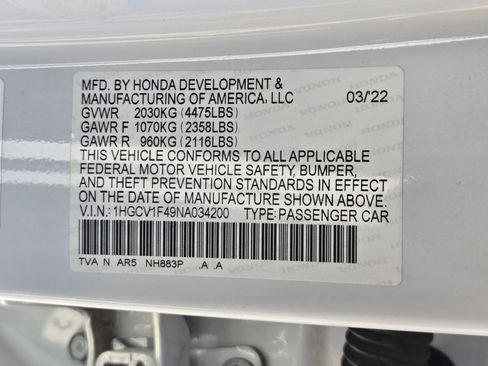 MFD. BY HONDA DEVELOPMENT &
MANUFACTURING OF AMERICA, LLC 03/'22
GVWR 2030KG (4475LBS)
GAWR F 1070KG (2358LBS)
GAWR R 960KG (2116LBS)
THIS VEHICLE CONFORMS TO ALL APPLICABLE
FEDERAL MOTOR VEHICLE SAFETY, BUMPER,
AND THEFT PREVENTION STANDARDS IN EFFECT
ON THE DATE OF MANUFACTURE SHOWN ABOVE.
V.I.N.: 1HGCV1F49NA034200 TYPE: PASSENGER CAR
TVA N AR5 NH883P .A .A